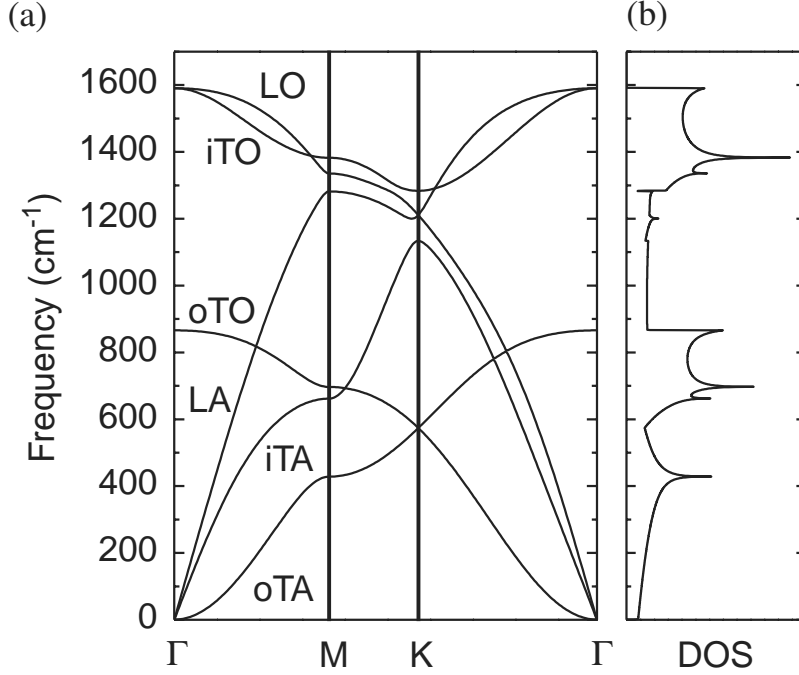 (a)
(b)
Frequency (cm⁻¹)
1600
1400
1200
1000
800
600
400
200
0
LO
iTO
oTO
LA
iTA
oTA
Γ
M
K
Γ
DOS